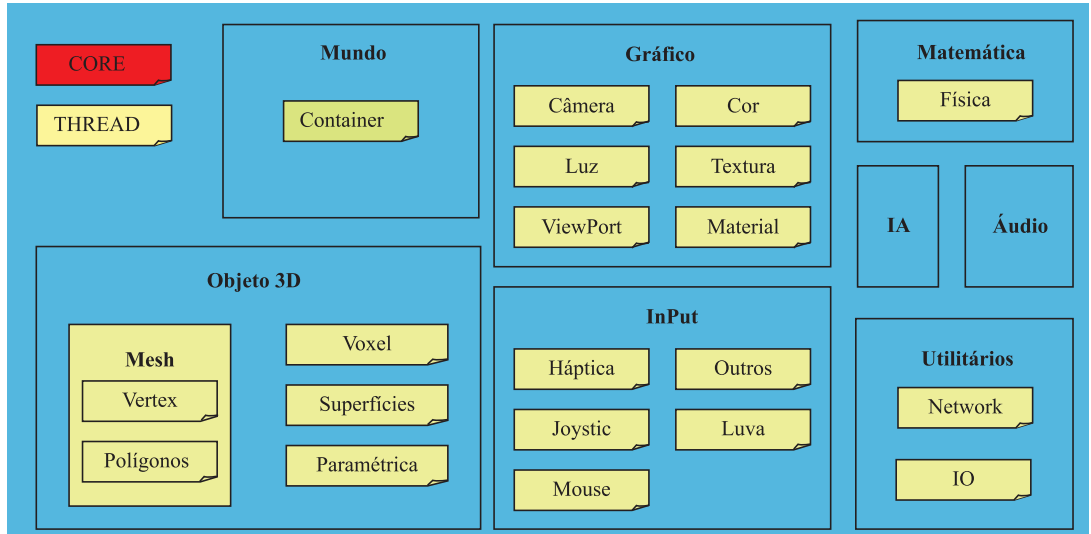 CORE
THREAD
Mundo
Container
Gráfico
Câmera
Cor
Luz
Textura
ViewPort
Material
Matemática
Física
IA
Áudio
Objeto 3D
Mesh
Vertex
Polígonos
Voxel
Superfícies
Paramétrica
InPut
Háptica
Outros
Joystic
Luva
Mouse
Utilitários
Network
IO